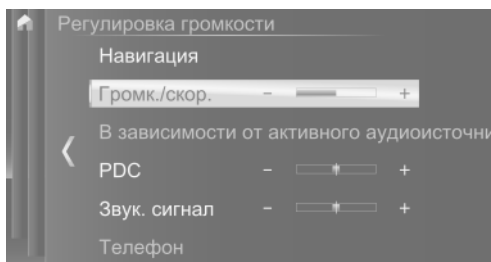 Регулировка громкости
Навигация
Громк./скор. - +
В зависимости от активного аудиоисточни
PDC - +
Звук. сигнал - +
Телефон